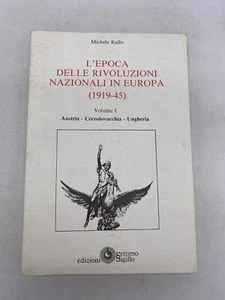 Michele Rallo
L'EPOCA
DELLE RIVOLUZIONI
NAZIONALI IN EUROPA
(1919-45)
Volume I
Austria - Cecoslovacchia - Ungheria
edizioni
Settimo
Sigillo